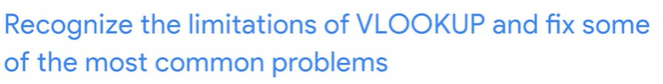 Recognize the limitations of VLOOKUP and fix some
of the most common problems